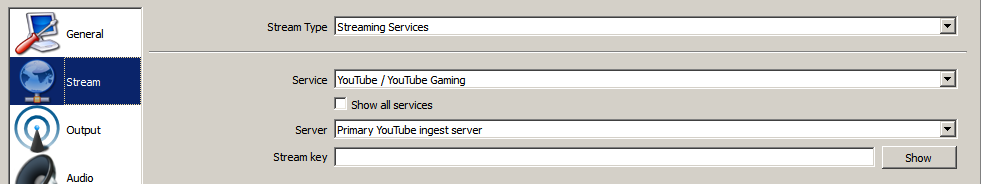 General
Stream
Output
Audio
Stream Type Streaming Services
Service YouTube / YouTube Gaming
Show all services
Server Primary YouTube ingest server
Stream key Show